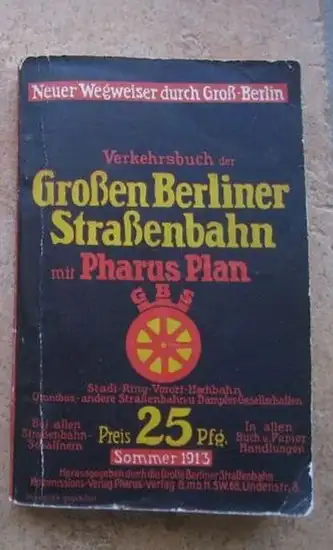 Neuer Wegweiser durch Groß-Berlin
Verkehrsbuch der
Großen Berliner
Straßenbahn
mit Pharus Plan
G B S
Stadt-Ring-Vorort-Hochbahn
Omnibus, andere Straßenbahn u Dampfer-Gesellschaften
Bei allen
Straßenbahn-
Schaffnern
Preis 25 Pfg.
In allen
Buch u Papier
Handlungen
Sommer 1913
Herausgegeben durch die Große Berliner Straßenbahn
Kommissions-Verlag Pharus-Verlag G.m.b.H. SW.68, Lindenstr. 3